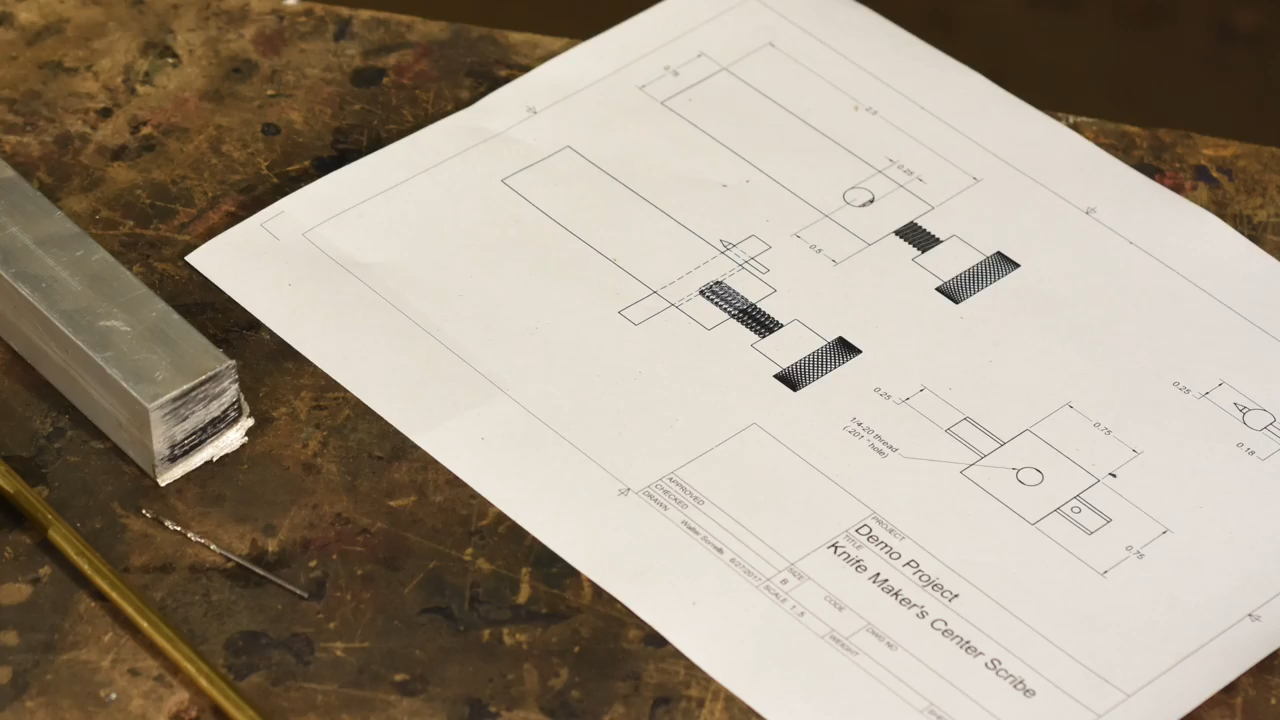 0.75
2.5
0.25
0.5
0.25
1/4-20 thread
(.201" hole)
0.75
0.75
0.25
0.18
APPROVED
CHECKED
DRAWN
Walter Sorrells
6/27/2017
SIZE
B
CODE
DWG NO
SCALE 1:.5
WEIGHT
PROJECT
Demo Project
TITLE
Knife Maker's Center Scribe